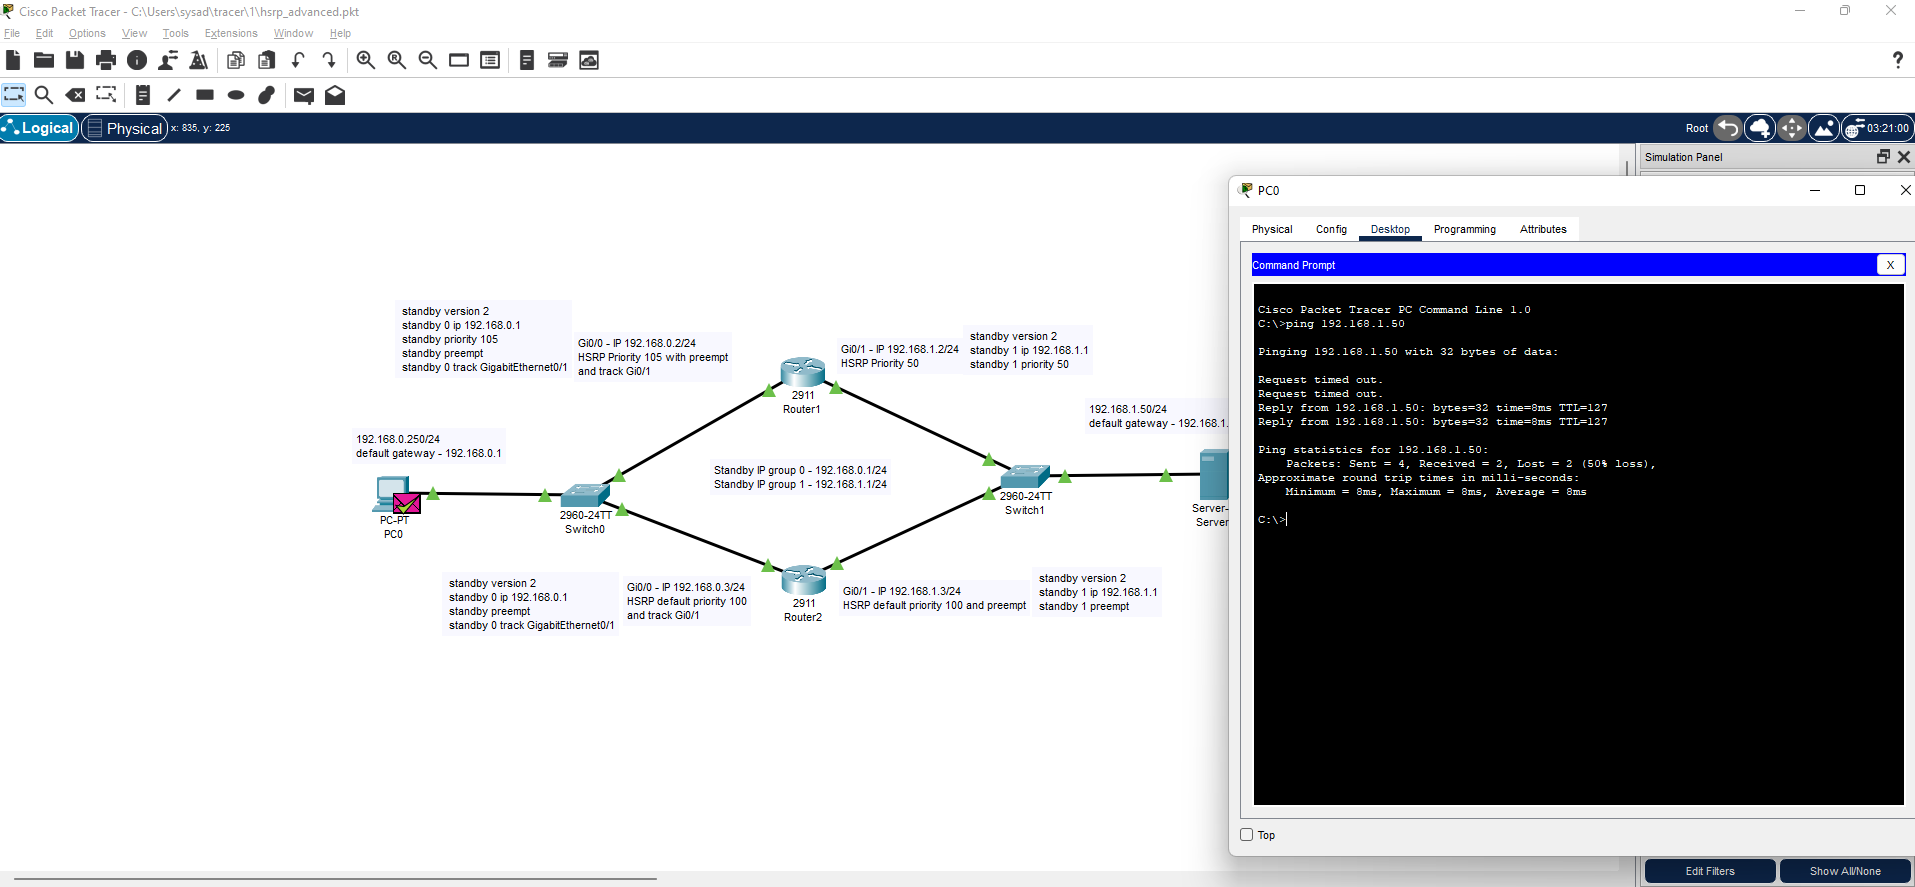 Cisco Packet Tracer - C:\Users\sysad\tracer\1\hsrp_advanced.pkt
File Edit Options View Tools Extensions Window Help
?
Logical
Physical
x: 835, y: 225
Root
03:21:00
Simulation Panel
standby version 2
standby 0 ip 192.168.0.1
standby priority 105
standby preempt
standby 0 track GigabitEthernet0/1
Gi0/0 - IP 192.168.0.2/24
HSRP Priority 105 with preempt
and track Gi0/1
2911
Router1
Gi0/1 - IP 192.168.1.2/24
HSRP Priority 50
standby version 2
standby 1 ip 192.168.1.1
standby 1 priority 50
192.168.1.50/24
default gateway - 192.168.1.
192.168.0.250/24
default gateway - 192.168.0.1
Standby IP group 0 - 192.168.0.1/24
Standby IP group 1 - 192.168.1.1/24
PC-PT
PC0
2960-24TT
Switch0
2960-24TT
Switch1
Server-
Server
standby version 2
standby 0 ip 192.168.0.1
standby preempt
standby 0 track GigabitEthernet0/1
Gi0/0 - IP 192.168.0.3/24
HSRP default priority 100
and track Gi0/1
2911
Router2
Gi0/1 - IP 192.168.1.3/24
HSRP default priority 100 and preempt
standby version 2
standby 1 ip 192.168.1.1
standby 1 preempt
PC0
Physical Config Desktop Programming Attributes
Command Prompt
X
Cisco Packet Tracer PC Command Line 1.0
C:\>ping 192.168.1.50
Pinging 192.168.1.50 with 32 bytes of data:
Request timed out.
Request timed out.
Reply from 192.168.1.50: bytes=32 time=8ms TTL=127
Reply from 192.168.1.50: bytes=32 time=8ms TTL=127
Ping statistics for 192.168.1.50:
Packets: Sent = 4, Received = 2, Lost = 2 (50% loss),
Approximate round trip times in milli-seconds:
Minimum = 8ms, Maximum = 8ms, Average = 8ms
C:\>
Top
Edit Filters
Show All/None